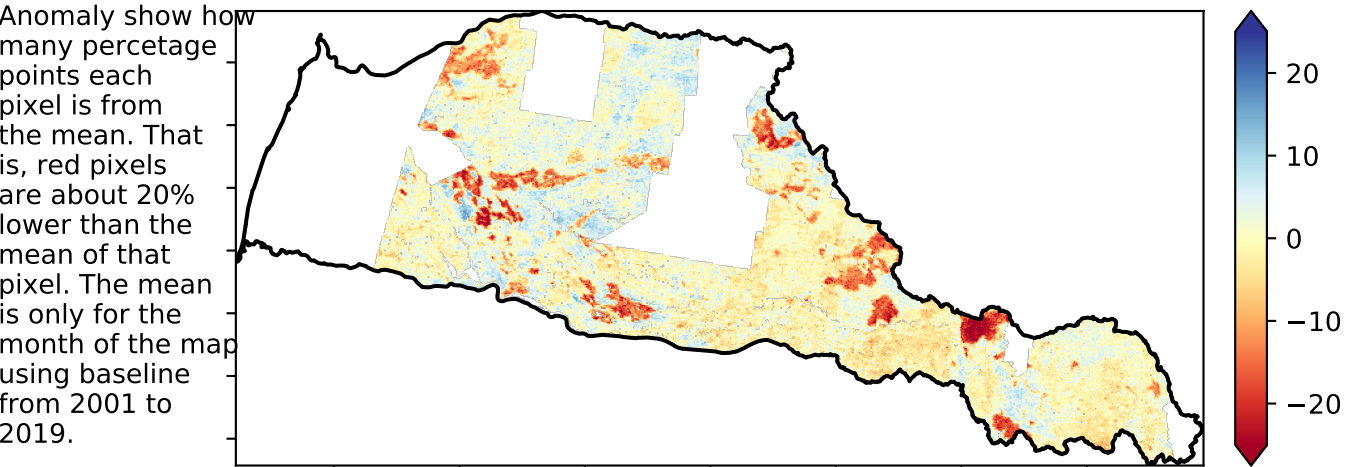 Anomaly show how
many percetage
points each
pixel is from
the mean. That
is, red pixels
are about 20%
lower than the
mean of that
pixel. The mean
is only for the
month of the map
using baseline
from 2001 to
2019.
20
10
0
−10
−20